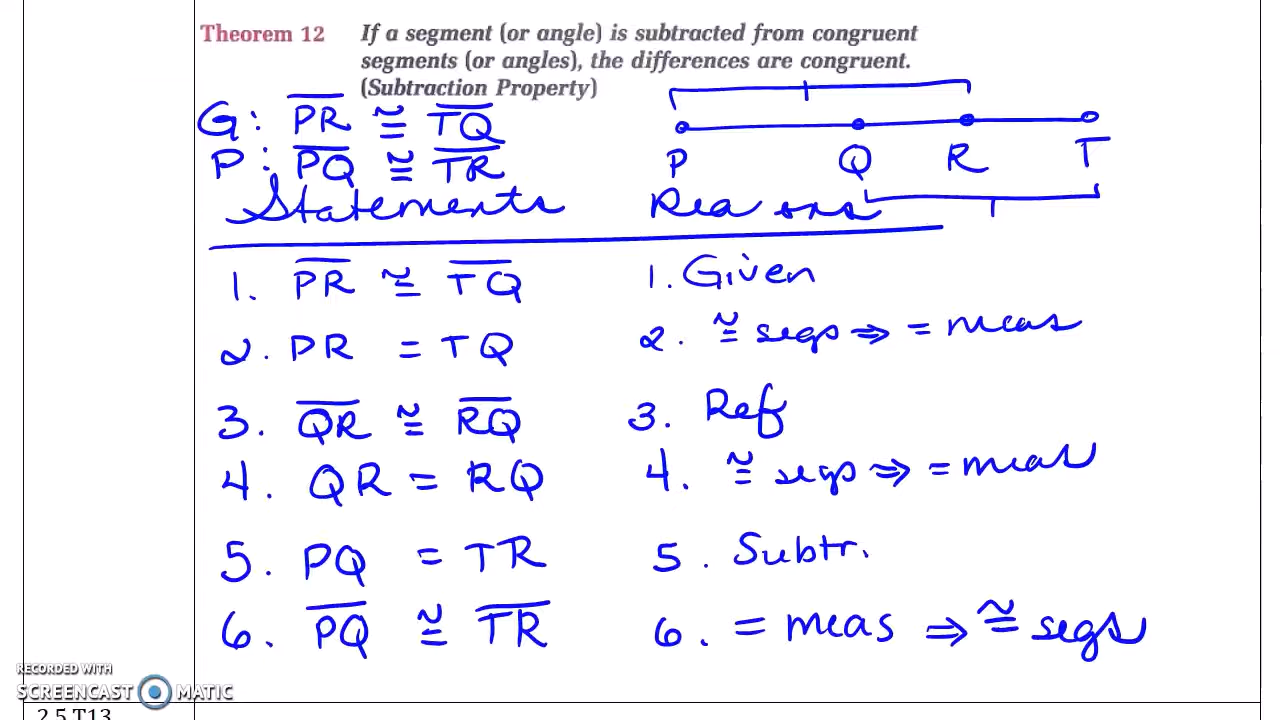 Theorem 12 If a segment (or angle) is subtracted from congruent
segments (or angles), the differences are congruent.
(Subtraction Property)
G: PR ≅ TQ
P: PQ ≅ TR
P Q R T
Statements Reasons
1. PR ≅ TQ 1. Given
2. PR = TQ 2. ≅ segs ⇒ = meas
3. QR ≅ RQ 3. Ref
4. QR = RQ 4. ≅ segs ⇒ = meas
5. PQ = TR 5. Subtr.
6. PQ ≅ TR 6. = meas ⇒ ≅ segs
RECORDED WITH
SCREENCAST MATIC
2.5 T13